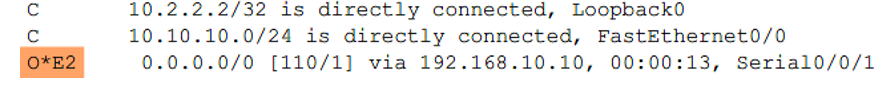 C 10.2.2.2/32 is directly connected, Loopback0
C 10.10.10.0/24 is directly connected, FastEthernet0/0
O*E2 0.0.0.0/0 [110/1] via 192.168.10.10, 00:00:13, Serial0/0/1